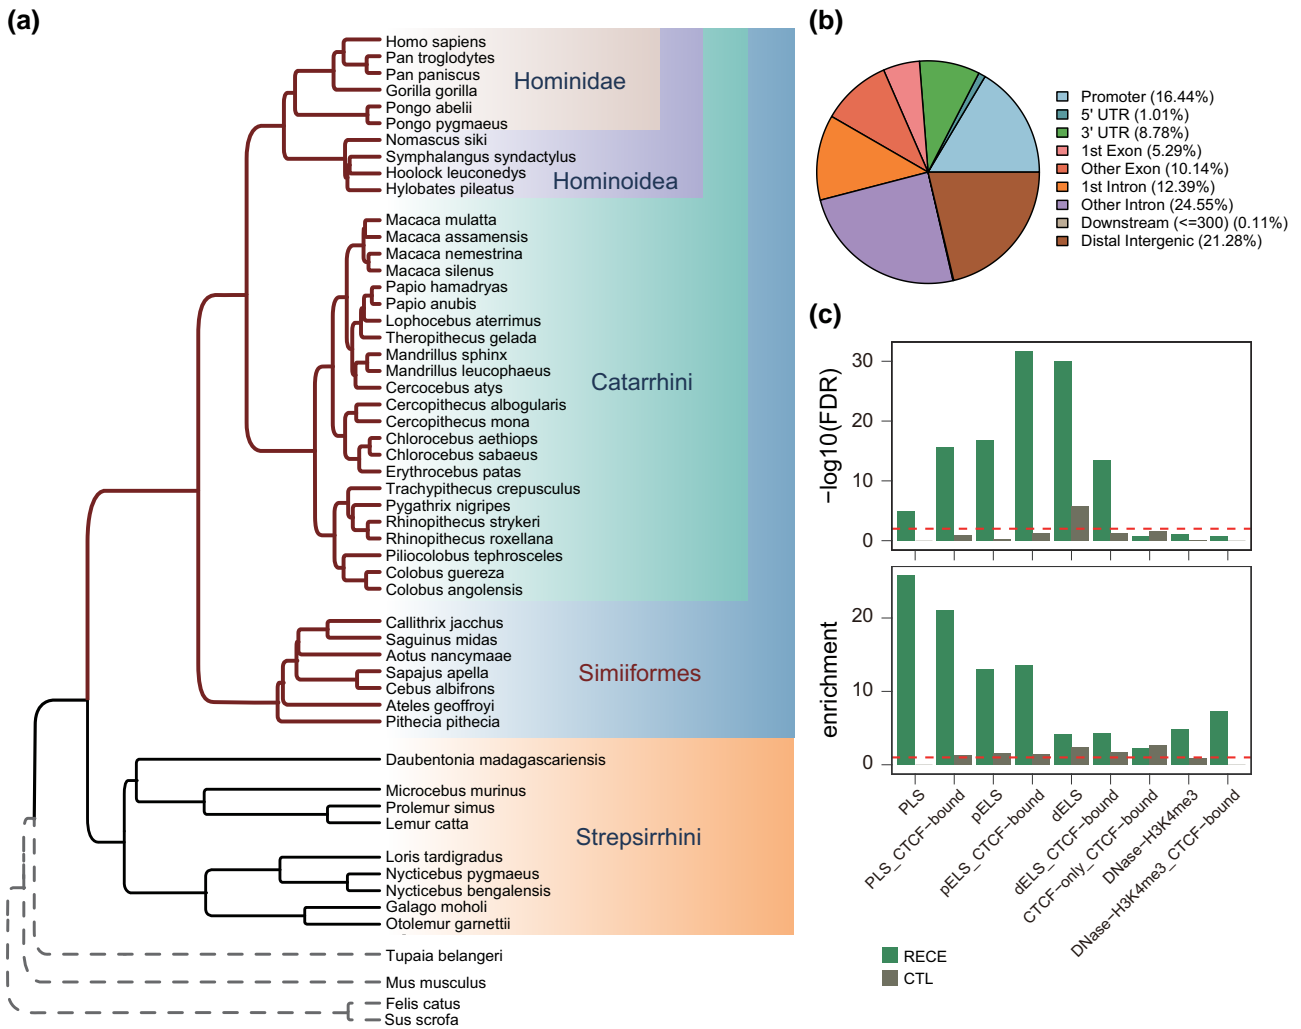 (a)
Homo sapiens
Pan troglodytes
Pan paniscus
Gorilla gorilla
Pongo abelii
Pongo pygmaeus
Hominidae
Nomascus siki
Symphalangus syndactylus
Hoolock leuconedys
Hylobates pileatus
Hominoidea
Macaca mulatta
Macaca assamensis
Macaca nemestrina
Macaca silenus
Papio hamadryas
Papio anubis
Lophocebus aterrimus
Theropithecus gelada
Mandrillus sphinx
Mandrillus leucophaeus
Cercocebus atys
Cercopithecus albogularis
Cercopithecus mona
Chlorocebus aethiops
Chlorocebus sabaeus
Erythrocebus patas
Trachypithecus crepusculus
Pygathrix nigripes
Rhinopithecus strykeri
Rhinopithecus roxellana
Piliocolobus tephrosceles
Colobus guereza
Colobus angolensis
Catarrhini
Callithrix jacchus
Saguinus midas
Aotus nancymaae
Sapajus apella
Cebus albifrons
Ateles geoffroyi
Pithecia pithecia
Simiiformes
Daubentonia madagascariensis
Microcebus murinus
Prolemur simus
Lemur catta
Loris tardigradus
Nycticebus pygmaeus
Nycticebus bengalensis
Galago moholi
Otolemur garnettii
Strepsirrhini
Tupaia belangeri
Mus musculus
Felis catus
Sus scrofa
(b)
Promoter (16.44%)
5' UTR (1.01%)
3' UTR (8.78%)
1st Exon (5.29%)
Other Exon (10.14%)
1st Intron (12.39%)
Other Intron (24.55%)
Downstream (<=300) (0.11%)
Distal Intergenic (21.28%)
(c)
−log10(FDR)
30
20
10
0
enrichment
20
10
0
PLS
PLS_CTCF−bound
pELS
pELS_CTCF−bound
dELS
dELS_CTCF−bound
CTCF−only_CTCF−bound
DNase−H3K4me3
DNase−H3K4me3_CTCF−bound
RECE
CTL